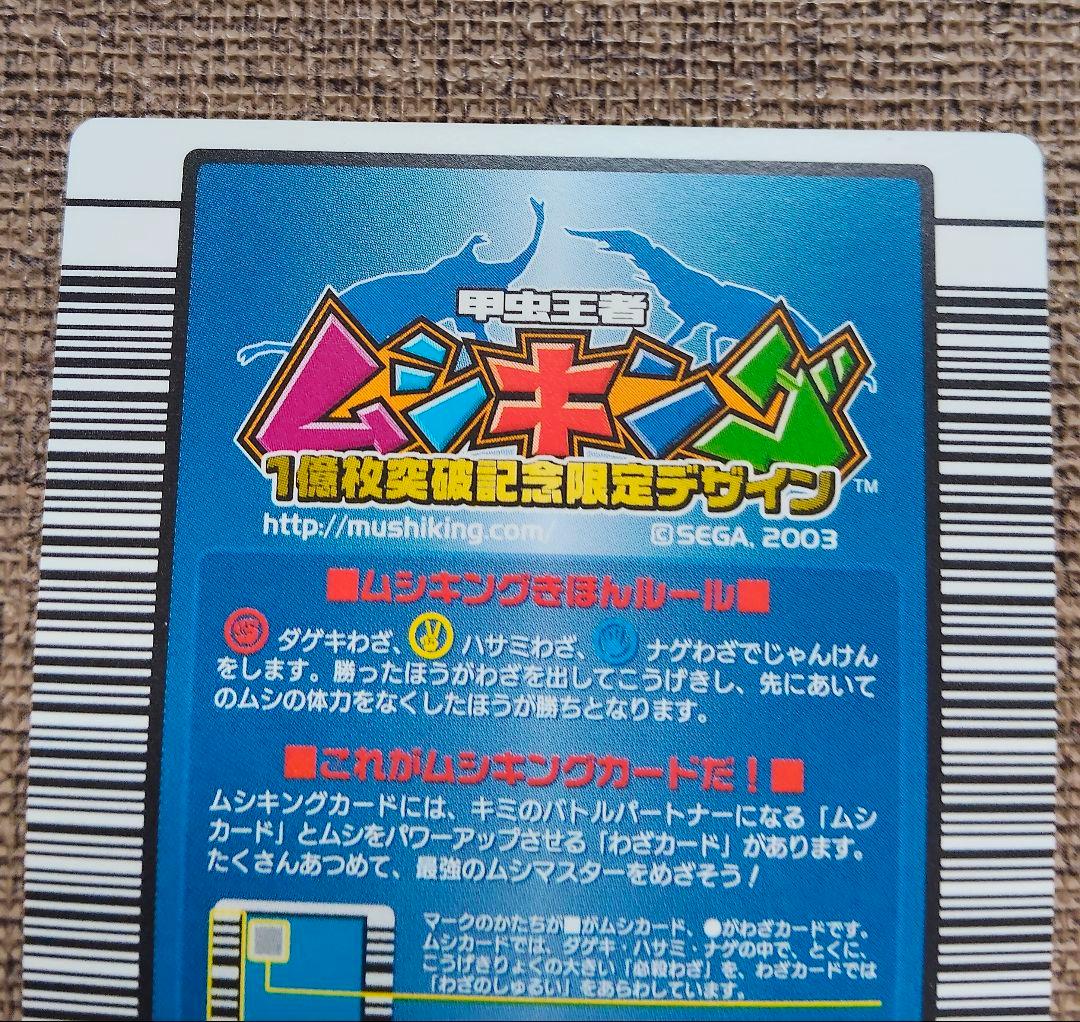 甲虫王者
ムシキング
TM
1億枚突破記念限定デザイン
http://mushiking.com/ ©SEGA, 2003
■ムシキングきほんルール■
ダゲキわざ、 ハサミわざ、 ナゲわざでじゃんけん
をします。勝ったほうがわざを出してこうげきし、先にあいて
のムシの体力をなくしたほうが勝ちとなります。
■これがムシキングカードだ！■
ムシキングカードには、キミのバトルパートナーになる「ムシ
カード」とムシをパワーアップさせる「わざカード」があります。
たくさんあつめて、最強のムシマスターをめざそう！
マークのかたちが■がムシカード、●がわざカードです。
ムシカードでは、ダゲキ・ハサミ・ナゲの中で、とくに、
こうげきりょくの大きい「必殺わざ」を、わざカードでは
「わざのしゅるい」をあらわしています。